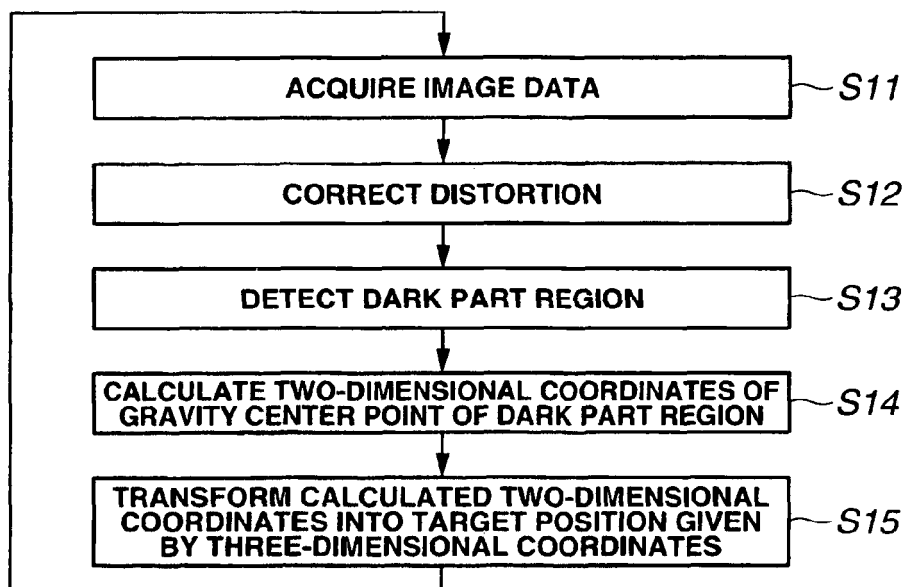 ACQUIRE IMAGE DATA S11
CORRECT DISTORTION S12
DETECT DARK PART REGION S13
CALCULATE TWO-DIMENSIONAL COORDINATES OF
GRAVITY CENTER POINT OF DARK PART REGION S14
TRANSFORM CALCULATED TWO-DIMENSIONAL
COORDINATES INTO TARGET POSITION GIVEN S15
BY THREE-DIMENSIONAL COORDINATES